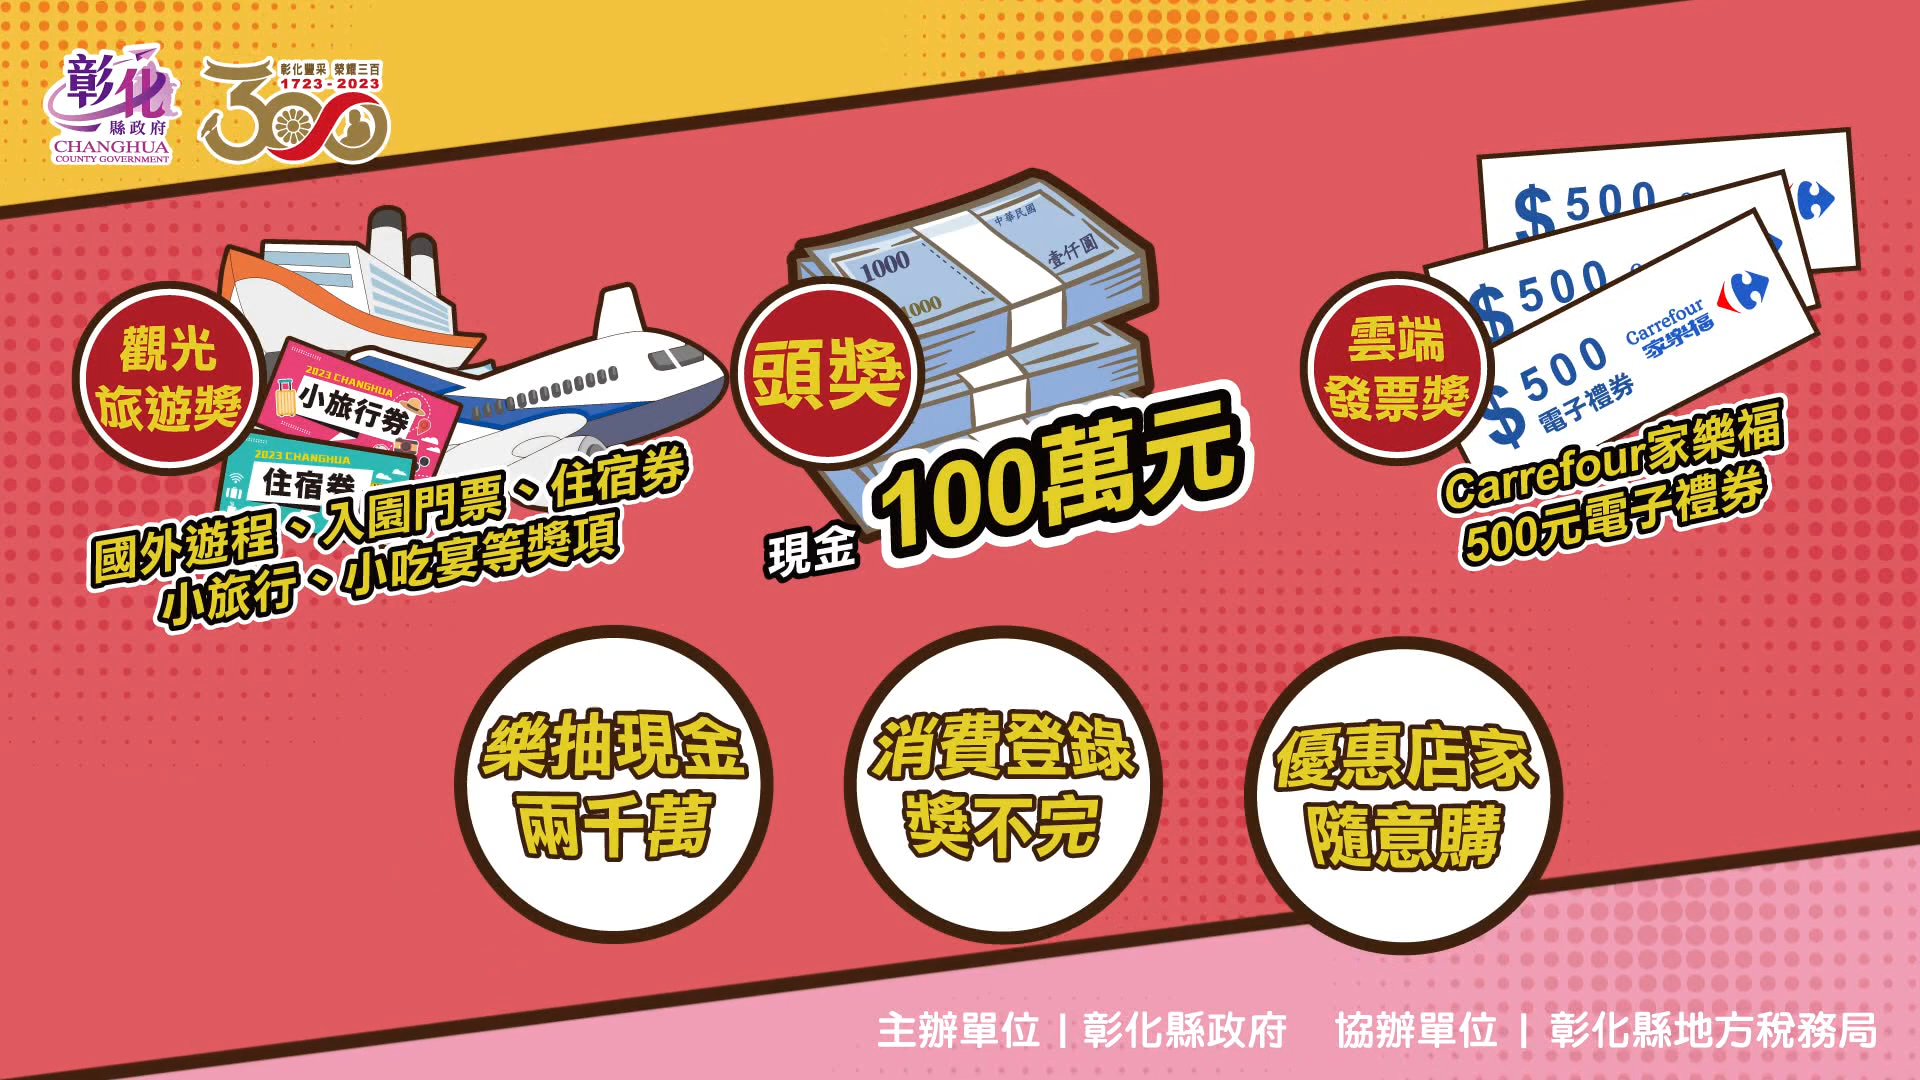 彰化
縣政府
CHANGHUA
COUNTY GOVERNMENT
彰化豐采 榮耀三百
1723-2023
300
觀光
旅遊獎
2023 CHANGHUA
小旅行券
2023 CHANGHUA
住宿券
國外遊程、入園門票、住宿券
小旅行、小吃宴等獎項
頭獎
1000
中華民國
壹仟圓
1000
現金 100萬元
雲端
發票獎
$500
$500
$500
電子禮券
Carrefour
家樂福
Carrefour家樂福
500元電子禮券
樂抽現金
兩千萬
消費登錄
獎不完
優惠店家
隨意購
主辦單位 | 彰化縣政府 協辦單位 | 彰化縣地方稅務局